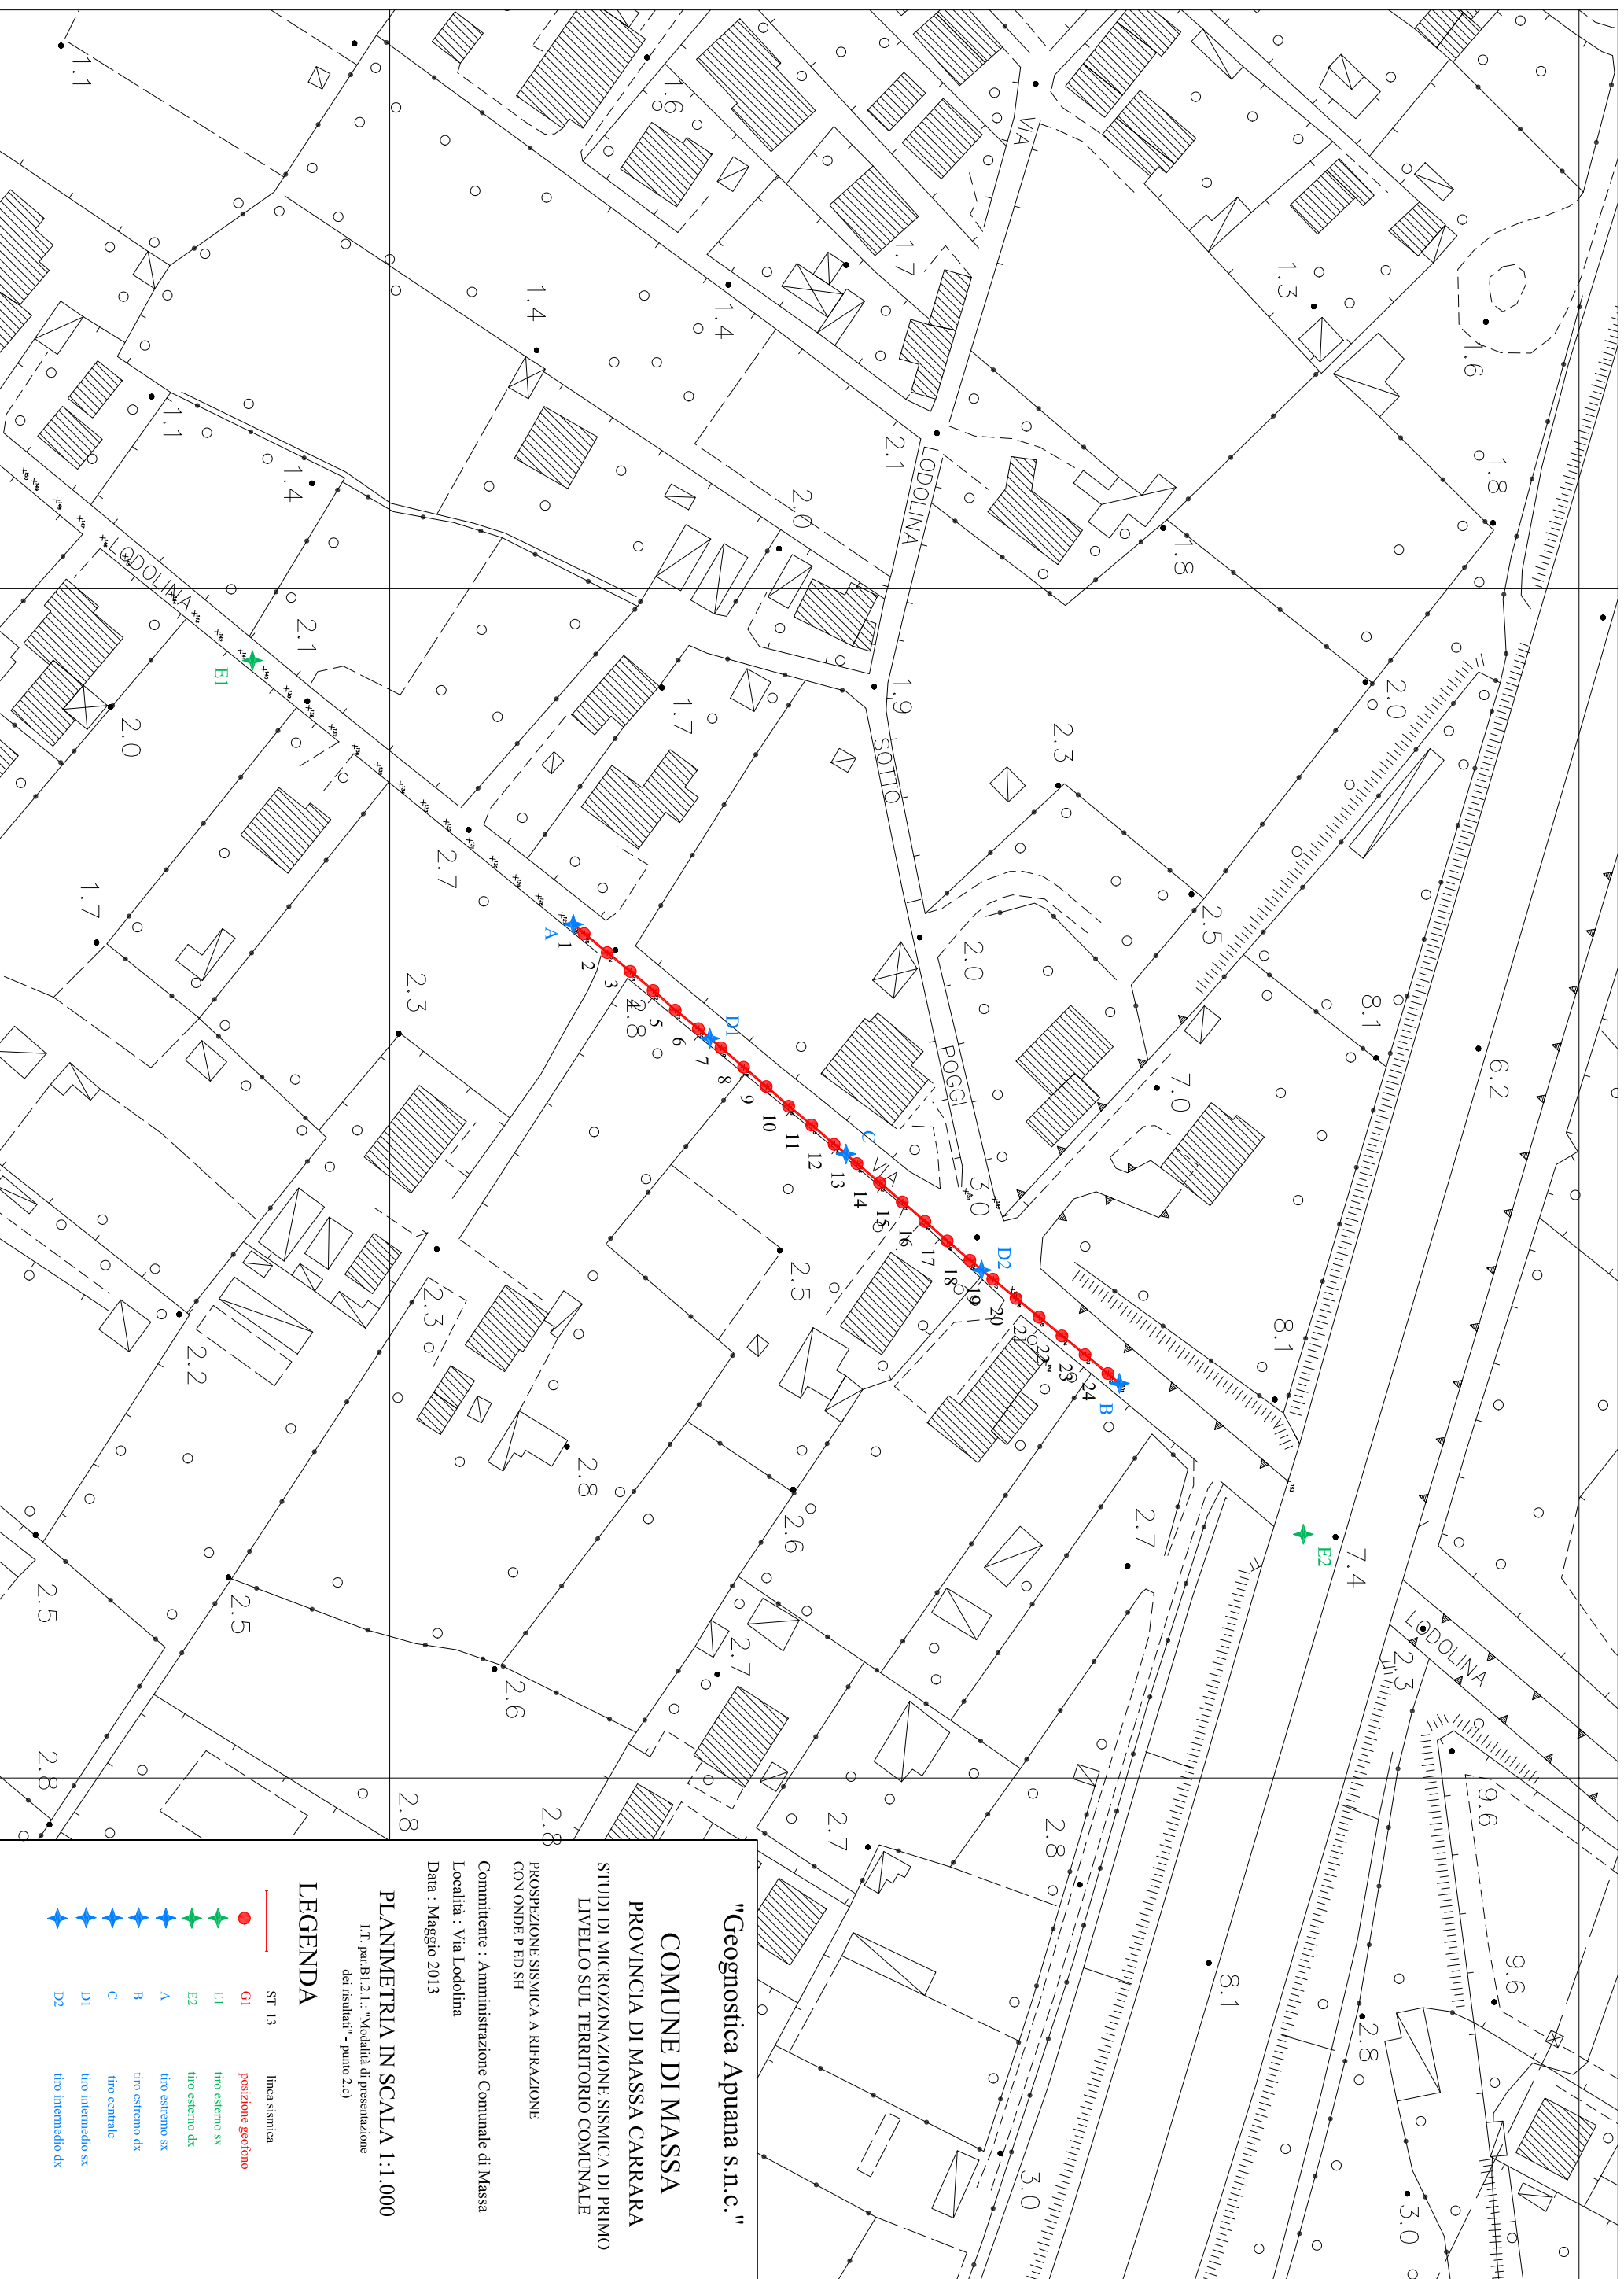 "Geognostica Apuana s.n.c."
COMUNE DI MASSA
PROVINCIA DI MASSA CARRARA
STUDI DI MICROZONAZIONE SISMICA DI PRIMO
LIVELLO SUL TERRITORIO COMUNALE
PROSPEZIONE SISMICA A RIFRAZIONE
CON ONDE P ED SH
Committente : Amministrazione Comunale di Massa
Località : Via Lodolina
Data : Maggio 2013
PLANIMETRIA IN SCALA 1:1.000
I.T. par.B1.2.1.: "Modalità di presentazione
dei risultati" - punto 2.c)
LEGENDA
ST 13 linea sismica
G1 posizione geofono
E1 tiro esterno sx
E2 tiro esterno dx
A tiro estremo sx
B tiro estremo dx
C tiro centrale
D1 tiro intermedio sx
D2 tiro intermedio dx
VIA
LODOLINA
SOTTO
POGGI
LODOLINA
VIA
LODOLINA
E1
A
D1
C
D2
B
E2
1
2
3
4
5
6
7
8
9
10
11
12
13
14
15
16
17
18
19
20
21
22
23
24
1.1
1.6
1.7
1.3
1.6
1.4
1.4
1.8
1.1
1.4
2.1
2.0
1.8
2.1
2.0
1.7
1.9
2.3
2.0
2.7
1.7
2.5
2.0
2.3
2.8
8.1
6.2
7.0
3.0
2.5
2.3
2.2
8.1
2.8
2.6
2.7
7.4
2.5
2.5
2.6
2.7
2.3
2.8
2.8
2.8
2.7
2.8
9.6
9.6
8.1
2.8
3.0
3.0